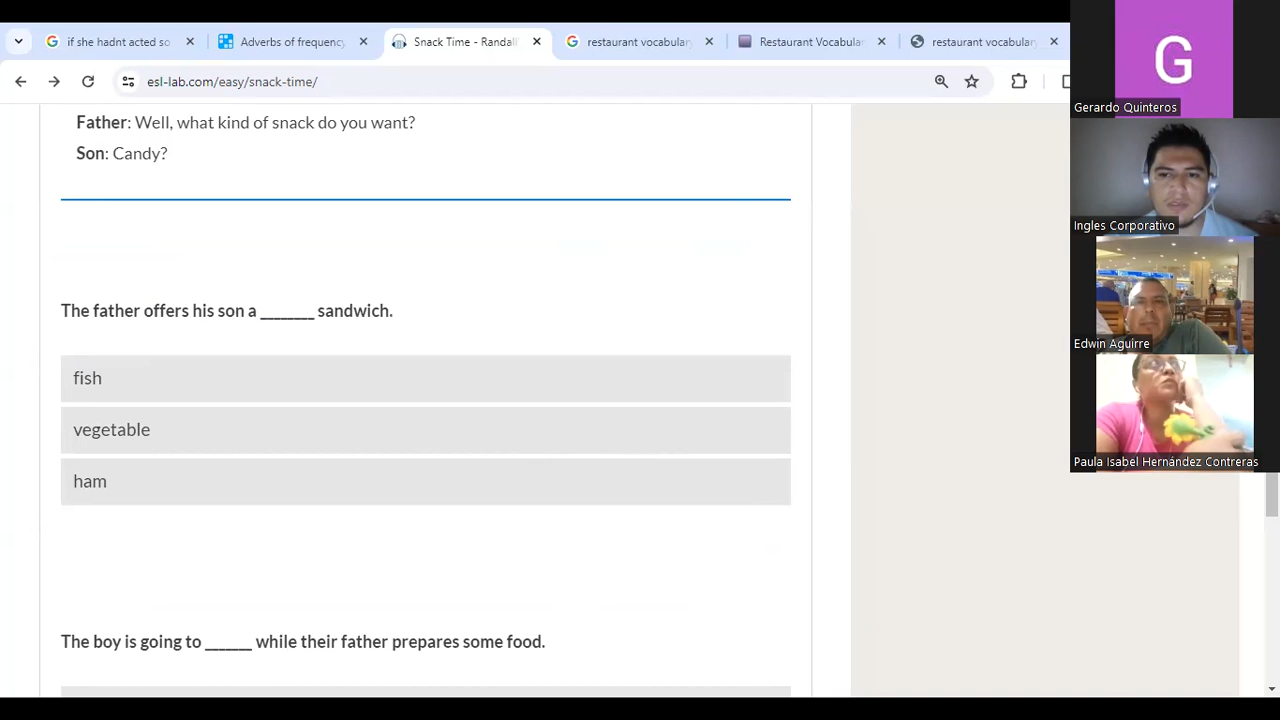 if she hadnt acted so
Adverbs of frequency
Snack Time - Randall'
restaurant vocabulary
Restaurant Vocabular
restaurant vocabulary
esl-lab.com/easy/snack-time/
Father: Well, what kind of snack do you want?
Son: Candy?
The father offers his son a ________ sandwich.
fish
vegetable
ham
The boy is going to _______ while their father prepares some food.
G
Gerardo Quinteros
Ingles Corporativo
Edwin Aguirre
Paula Isabel Hernández Contreras